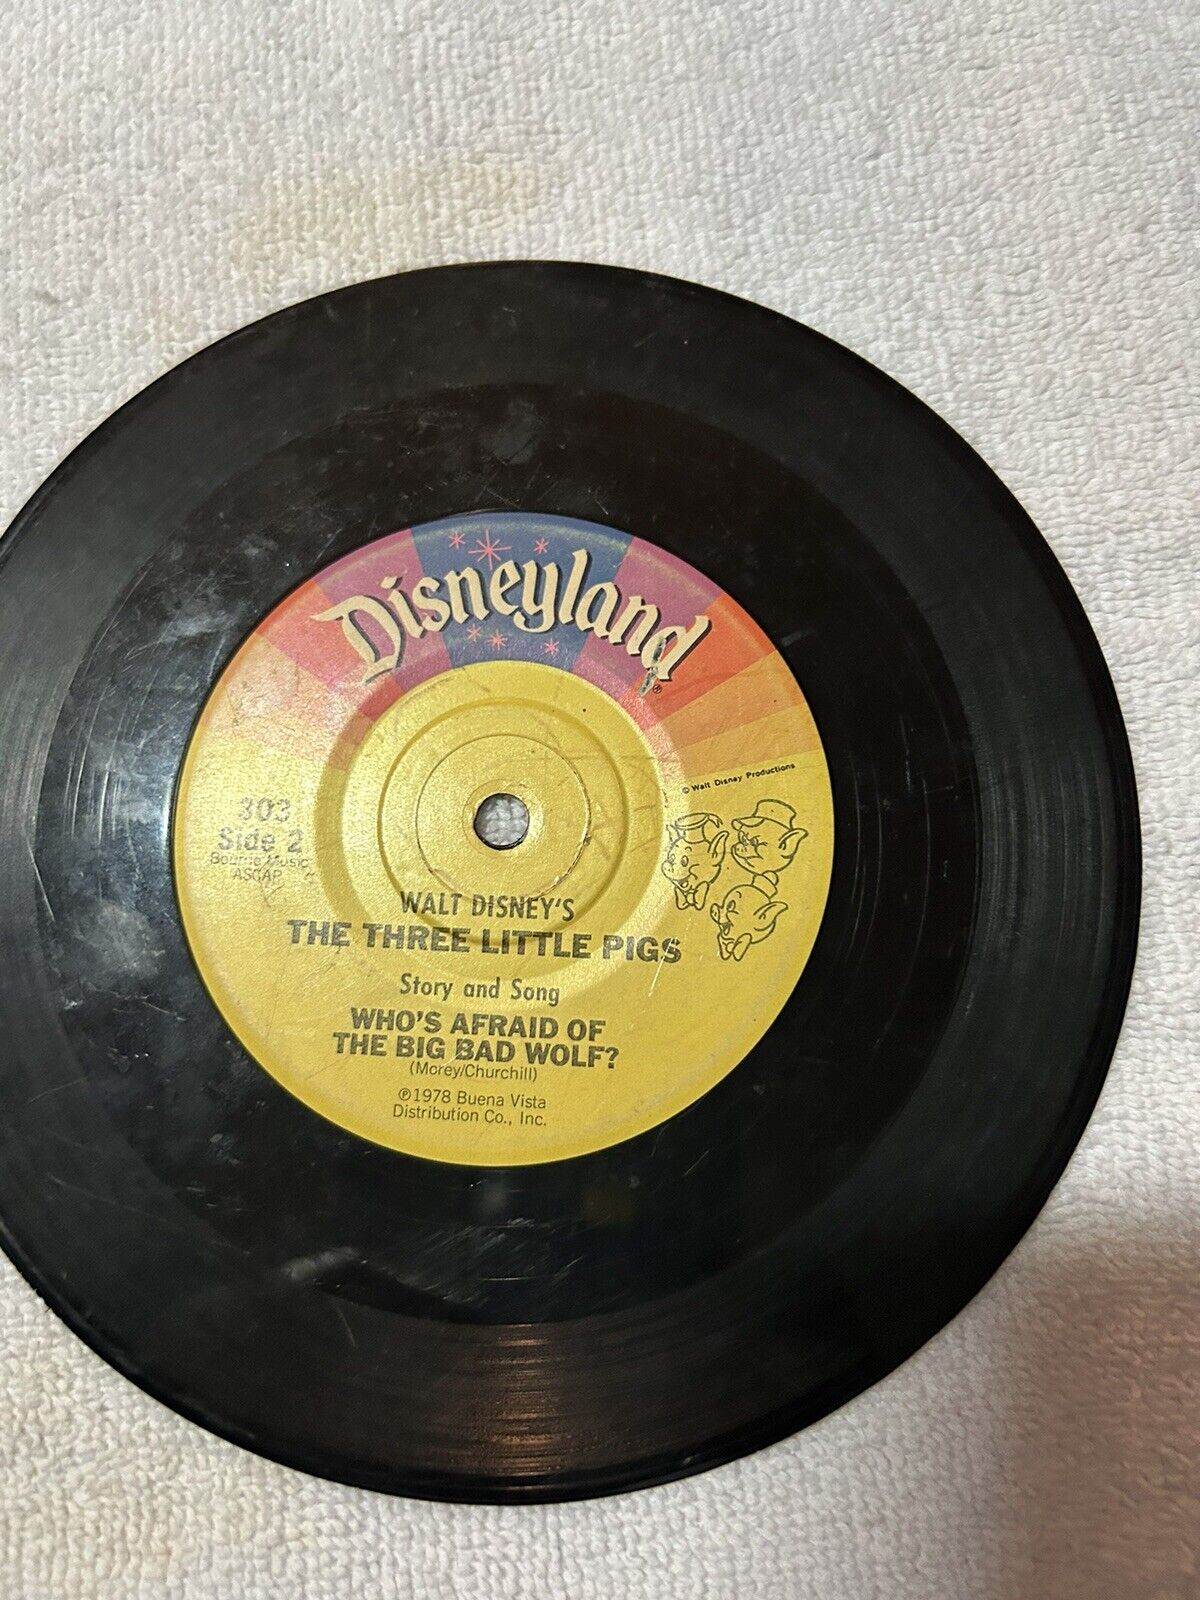 Disneyland®
© Walt Disney Productions
303
Side 2
Bourne Music
ASCAP
WALT DISNEY'S
THE THREE LITTLE PIGS
Story and Song
WHO'S AFRAID OF
THE BIG BAD WOLF?
(Morey/Churchill)
℗1978 Buena Vista
Distribution Co., Inc.